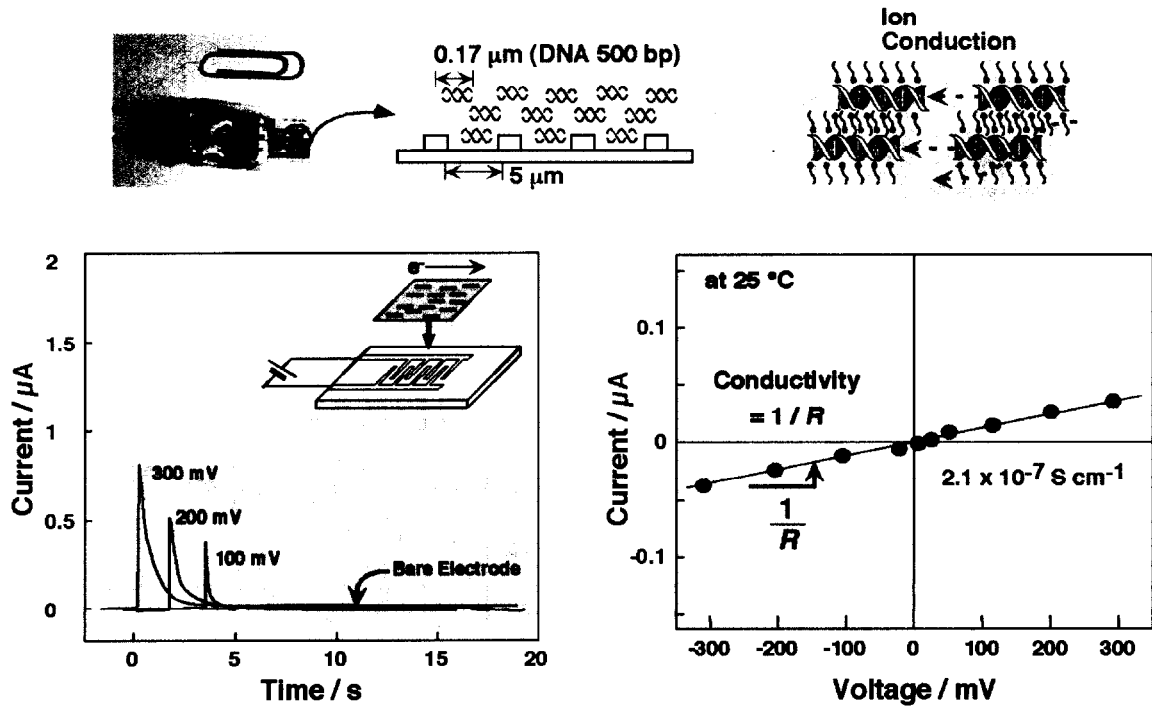 Ion
Conduction
0.17 µm (DNA 500 bp)
5 µm
2
1.5
1
0.5
0
Current / µA
e⁻
300 mV
200 mV
100 mV
Bare Electrode
0
5
10
15
20
Time / s
at 25 °C
0.1
0
-0.1
Current / µA
Conductivity
= 1 / R
2.1 x 10⁻⁷ S cm⁻¹
1
R
-300
-200
-100
0
100
200
300
Voltage / mV